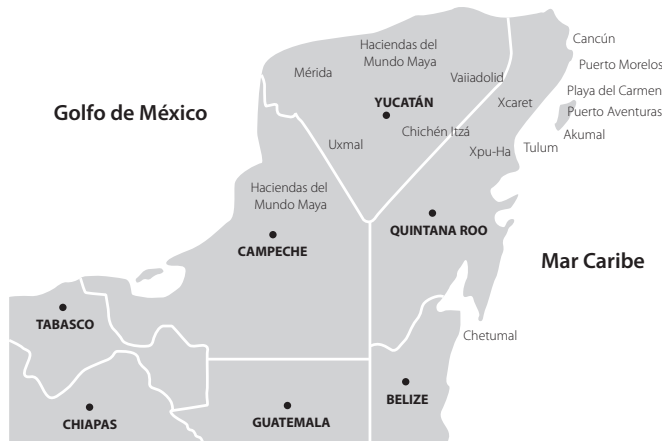 Cancún
Haciendas del
Mundo Maya
Puerto Morelos
Mérida
Vaiiadolid
Playa del Carmen
YUCATÁN
Xcaret
Golfo de México
Puerto Aventuras
Chichén Itzá
Akumal
Uxmal
Xpu-Ha
Tulum
Haciendas del
Mundo Maya
QUINTANA ROO
CAMPECHE
Mar Caribe
TABASCO
Chetumal
BELIZE
CHIAPAS
GUATEMALA